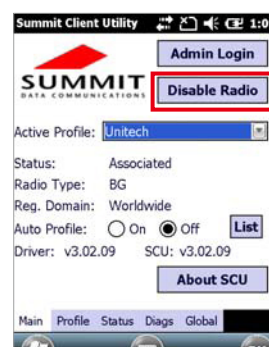 Summit Client Utility 1:0
Admin Login
SUMMIT
DATA COMMUNICATIONS
Disable Radio
Active Profile: Unitech
Status: Associated
Radio Type: BG
Reg. Domain: Worldwide
Auto Profile: On Off List
Driver: v3.02.09 SCU: v3.02.09
About SCU
Main Profile Status Diags Global